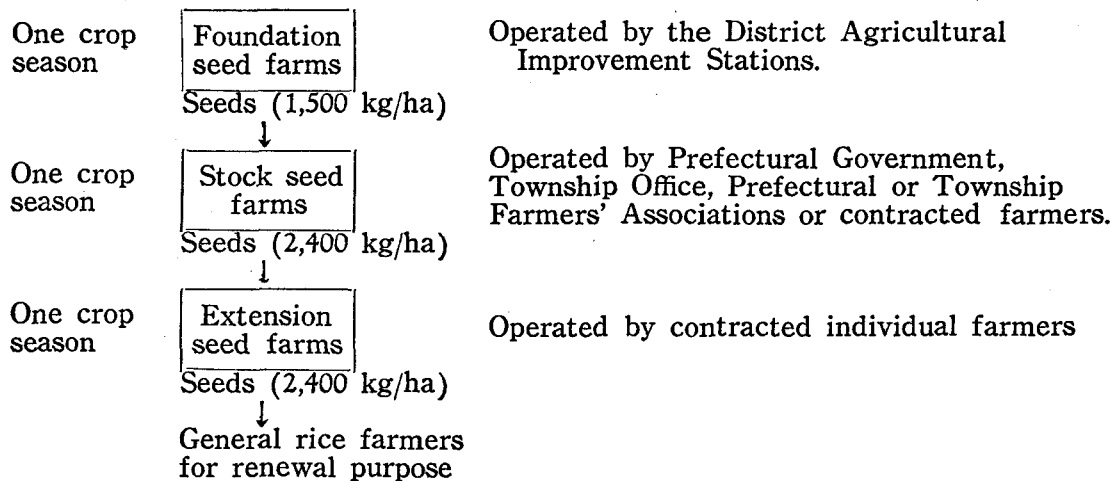 One crop
season
Foundation
seed farms
Operated by the District Agricultural
Improvement Stations.
Seeds (1,500 kg/ha)
One crop
season
Stock seed
farms
Operated by Prefectural Government,
Township Office, Prefectural or Township
Farmers' Associations or contracted farmers.
Seeds (2,400 kg/ha)
One crop
season
Extension
seed farms
Operated by contracted individual farmers
Seeds (2,400 kg/ha)
General rice farmers
for renewal purpose